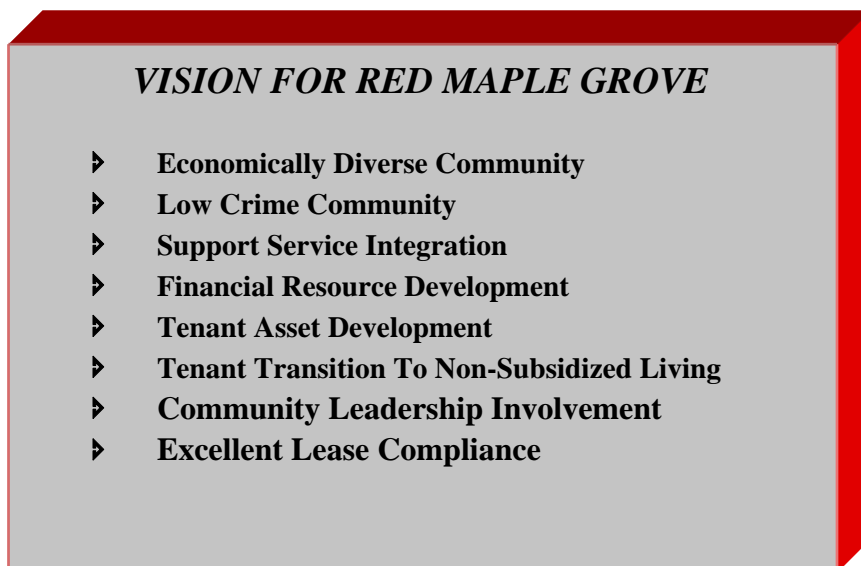 VISION FOR RED MAPLE GROVE
Economically Diverse Community
Low Crime Community
Support Service Integration
Financial Resource Development
Tenant Asset Development
Tenant Transition To Non-Subsidized Living
Community Leadership Involvement
Excellent Lease Compliance